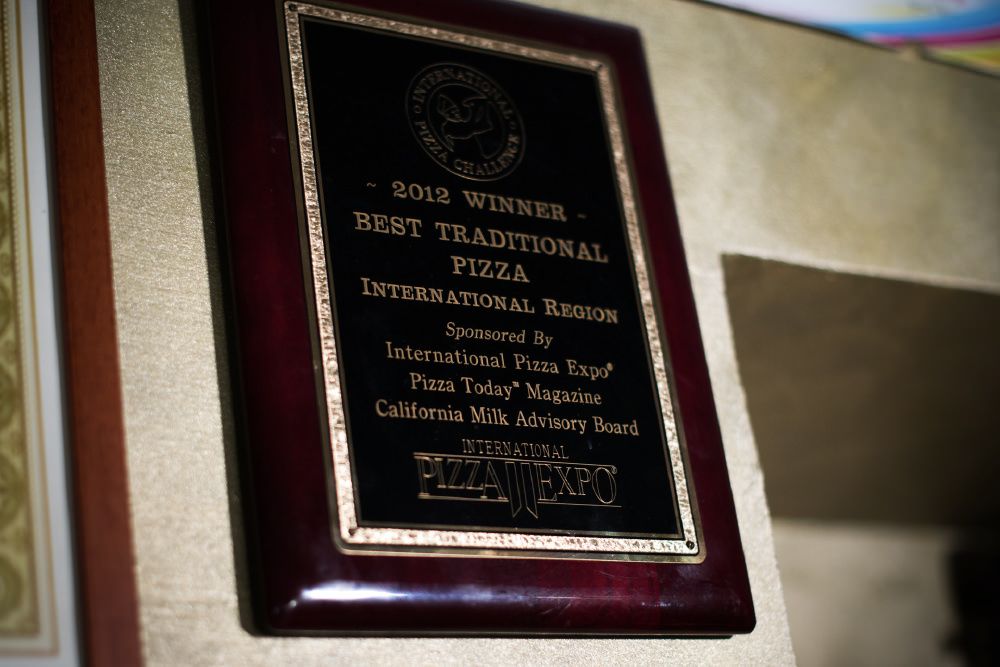 INTERNATIONAL
PIZZA CHALLENGE
~ 2012 WINNER ~
BEST TRADITIONAL
PIZZA
INTERNATIONAL REGION
Sponsored By
International Pizza Expo®
Pizza Today™ Magazine
California Milk Advisory Board
INTERNATIONAL
PIZZA EXPO®